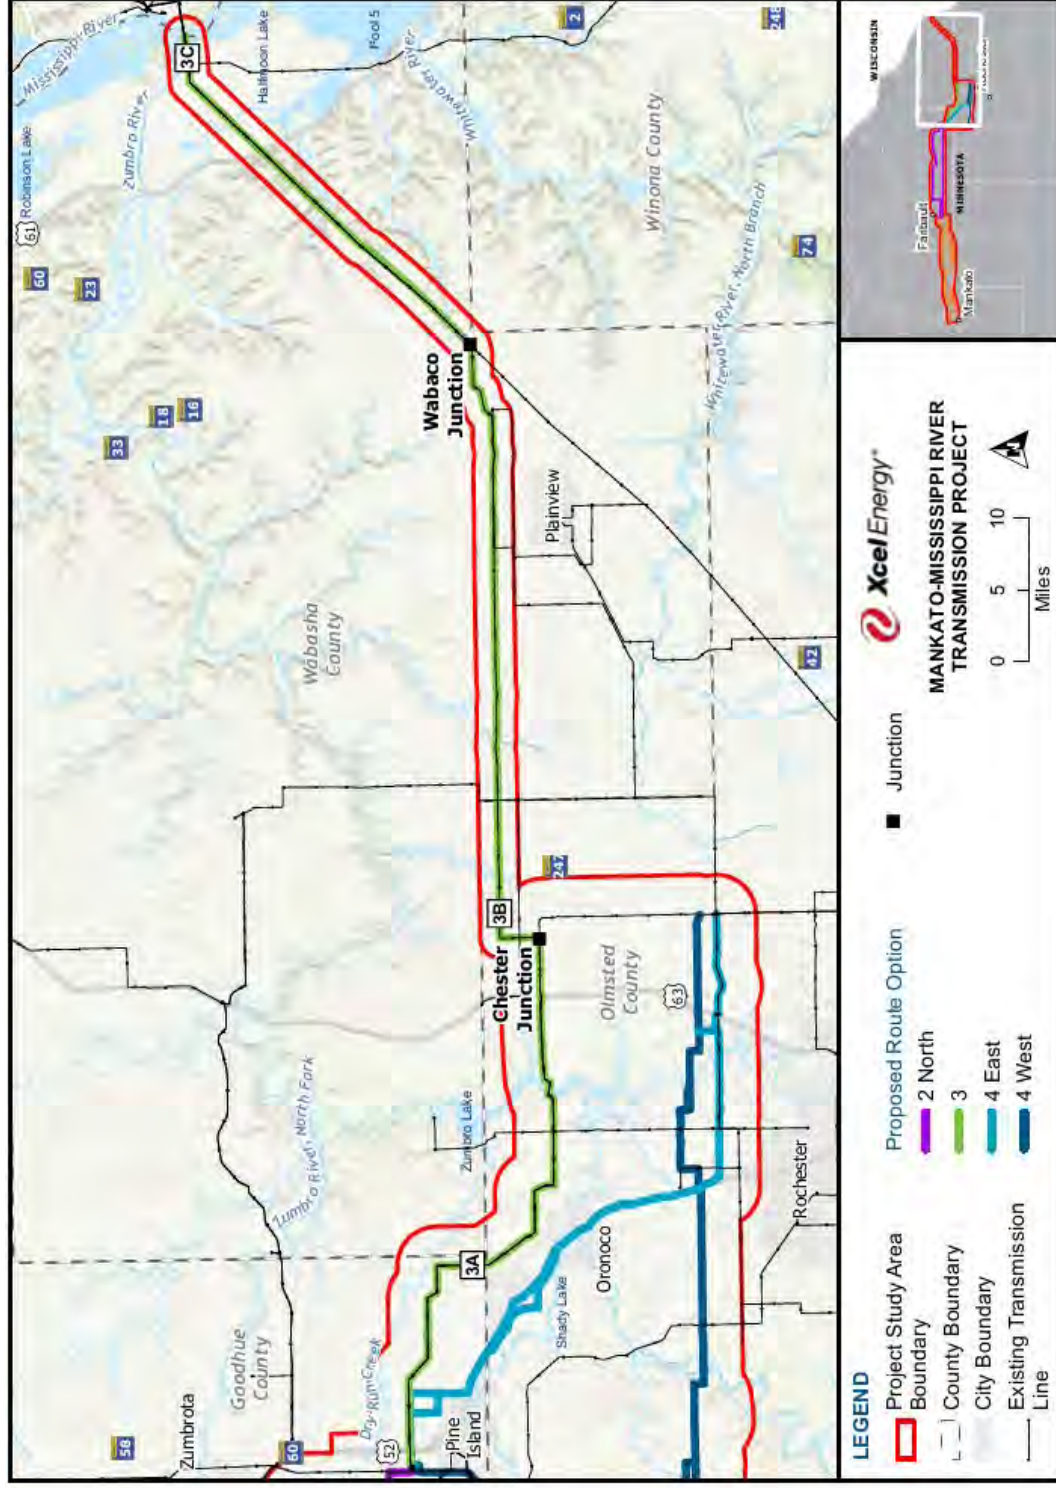 Mississippi River
3C
Robinson Lake
61
Zumbro River
Halfmoon Lake
Pool 5
Whitewater River
2
248
60
23
Winona County
Whitewater River, North Branch
74
33
18
16
Wabaco
Junction
Wabasha
County
Plainview
42
247
3B
Chester
Junction
Olmsted
County
63
Zumbro River, North Fork
Zumbro Lake
Rochester
3A
Oronoco
Shady Lake
Goodhue
County
Dry Run Creek
Zumbrota
58
60
52
Pine
Island
LEGEND
Project Study Area
Boundary
County Boundary
City Boundary
Existing Transmission
Line
Proposed Route Option
2 North
3
4 East
4 West
Junction
Xcel Energy®
MANKATO-MISSISSIPPI RIVER
TRANSMISSION PROJECT
0 5 10
Miles
N
WISCONSIN
MINNESOTA
Faribault
Mankato